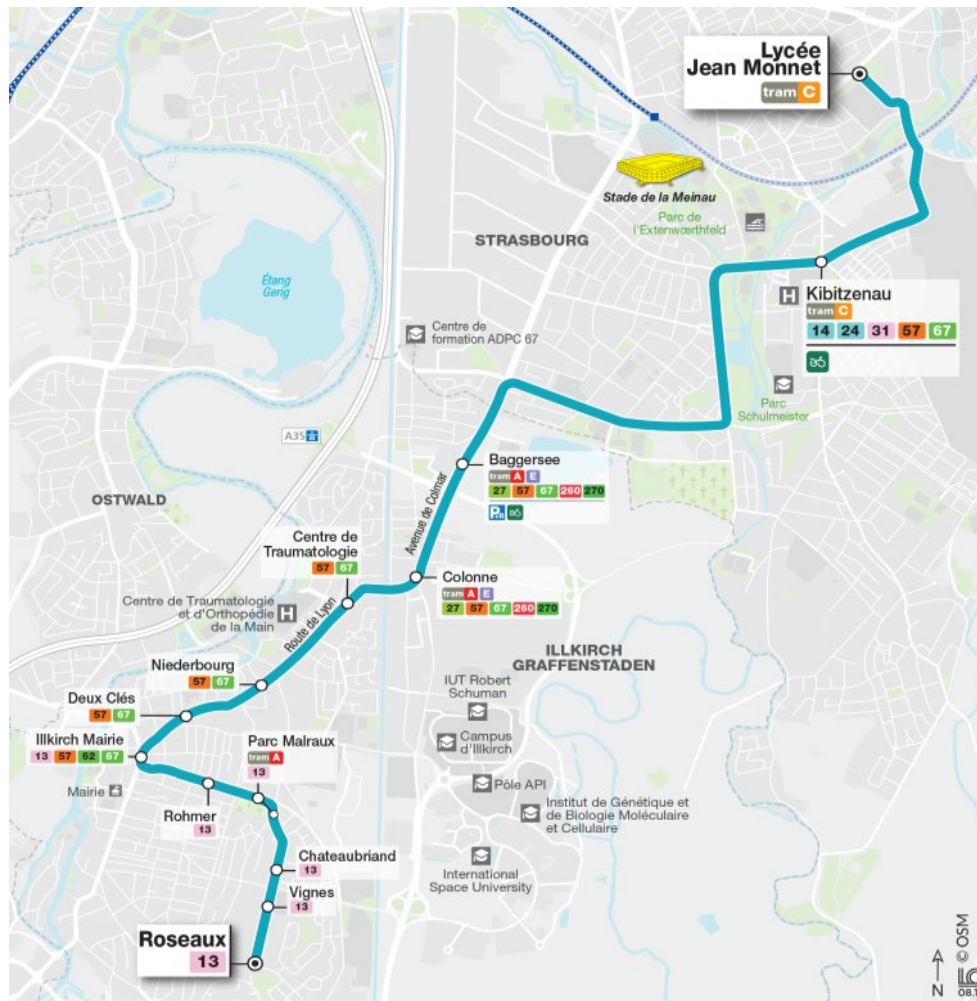 Lycée
Jean Monnet
tram C
Stade de la Meinau
Parc de
l'Extenwœrthfeld
STRASBOURG
Étang
Gerig
Kibitzenau
tram C
14 24 31 57 67
Centre de
formation ADPC 67
Parc
Schulmeister
A35
Baggersee
tram A E
27 57 67 260 270
P+R
Avenue de Colmar
OSTWALD
Centre de
Traumatologie
57 67
Colonne
tram A E
27 57 67 260 270
Centre de Traumatologie
et d'Orthopédie
de la Main
H
H
Route de Lyon
ILLKIRCH
GRAFFENSTADEN
Niederbourg
57 67
IUT Robert
Schuman
Deux Clés
57 67
Campus
d'Illkirch
Illkirch Mairie
13 57 62 67
Parc Malraux
tram A
13
Mairie
Pôle API
Rohmer
13
Institut de Génétique et
de Biologie Moléculaire
et Cellulaire
Chateaubriand
13
International
Space University
Vignes
13
Roseaux
13
N
© OSM